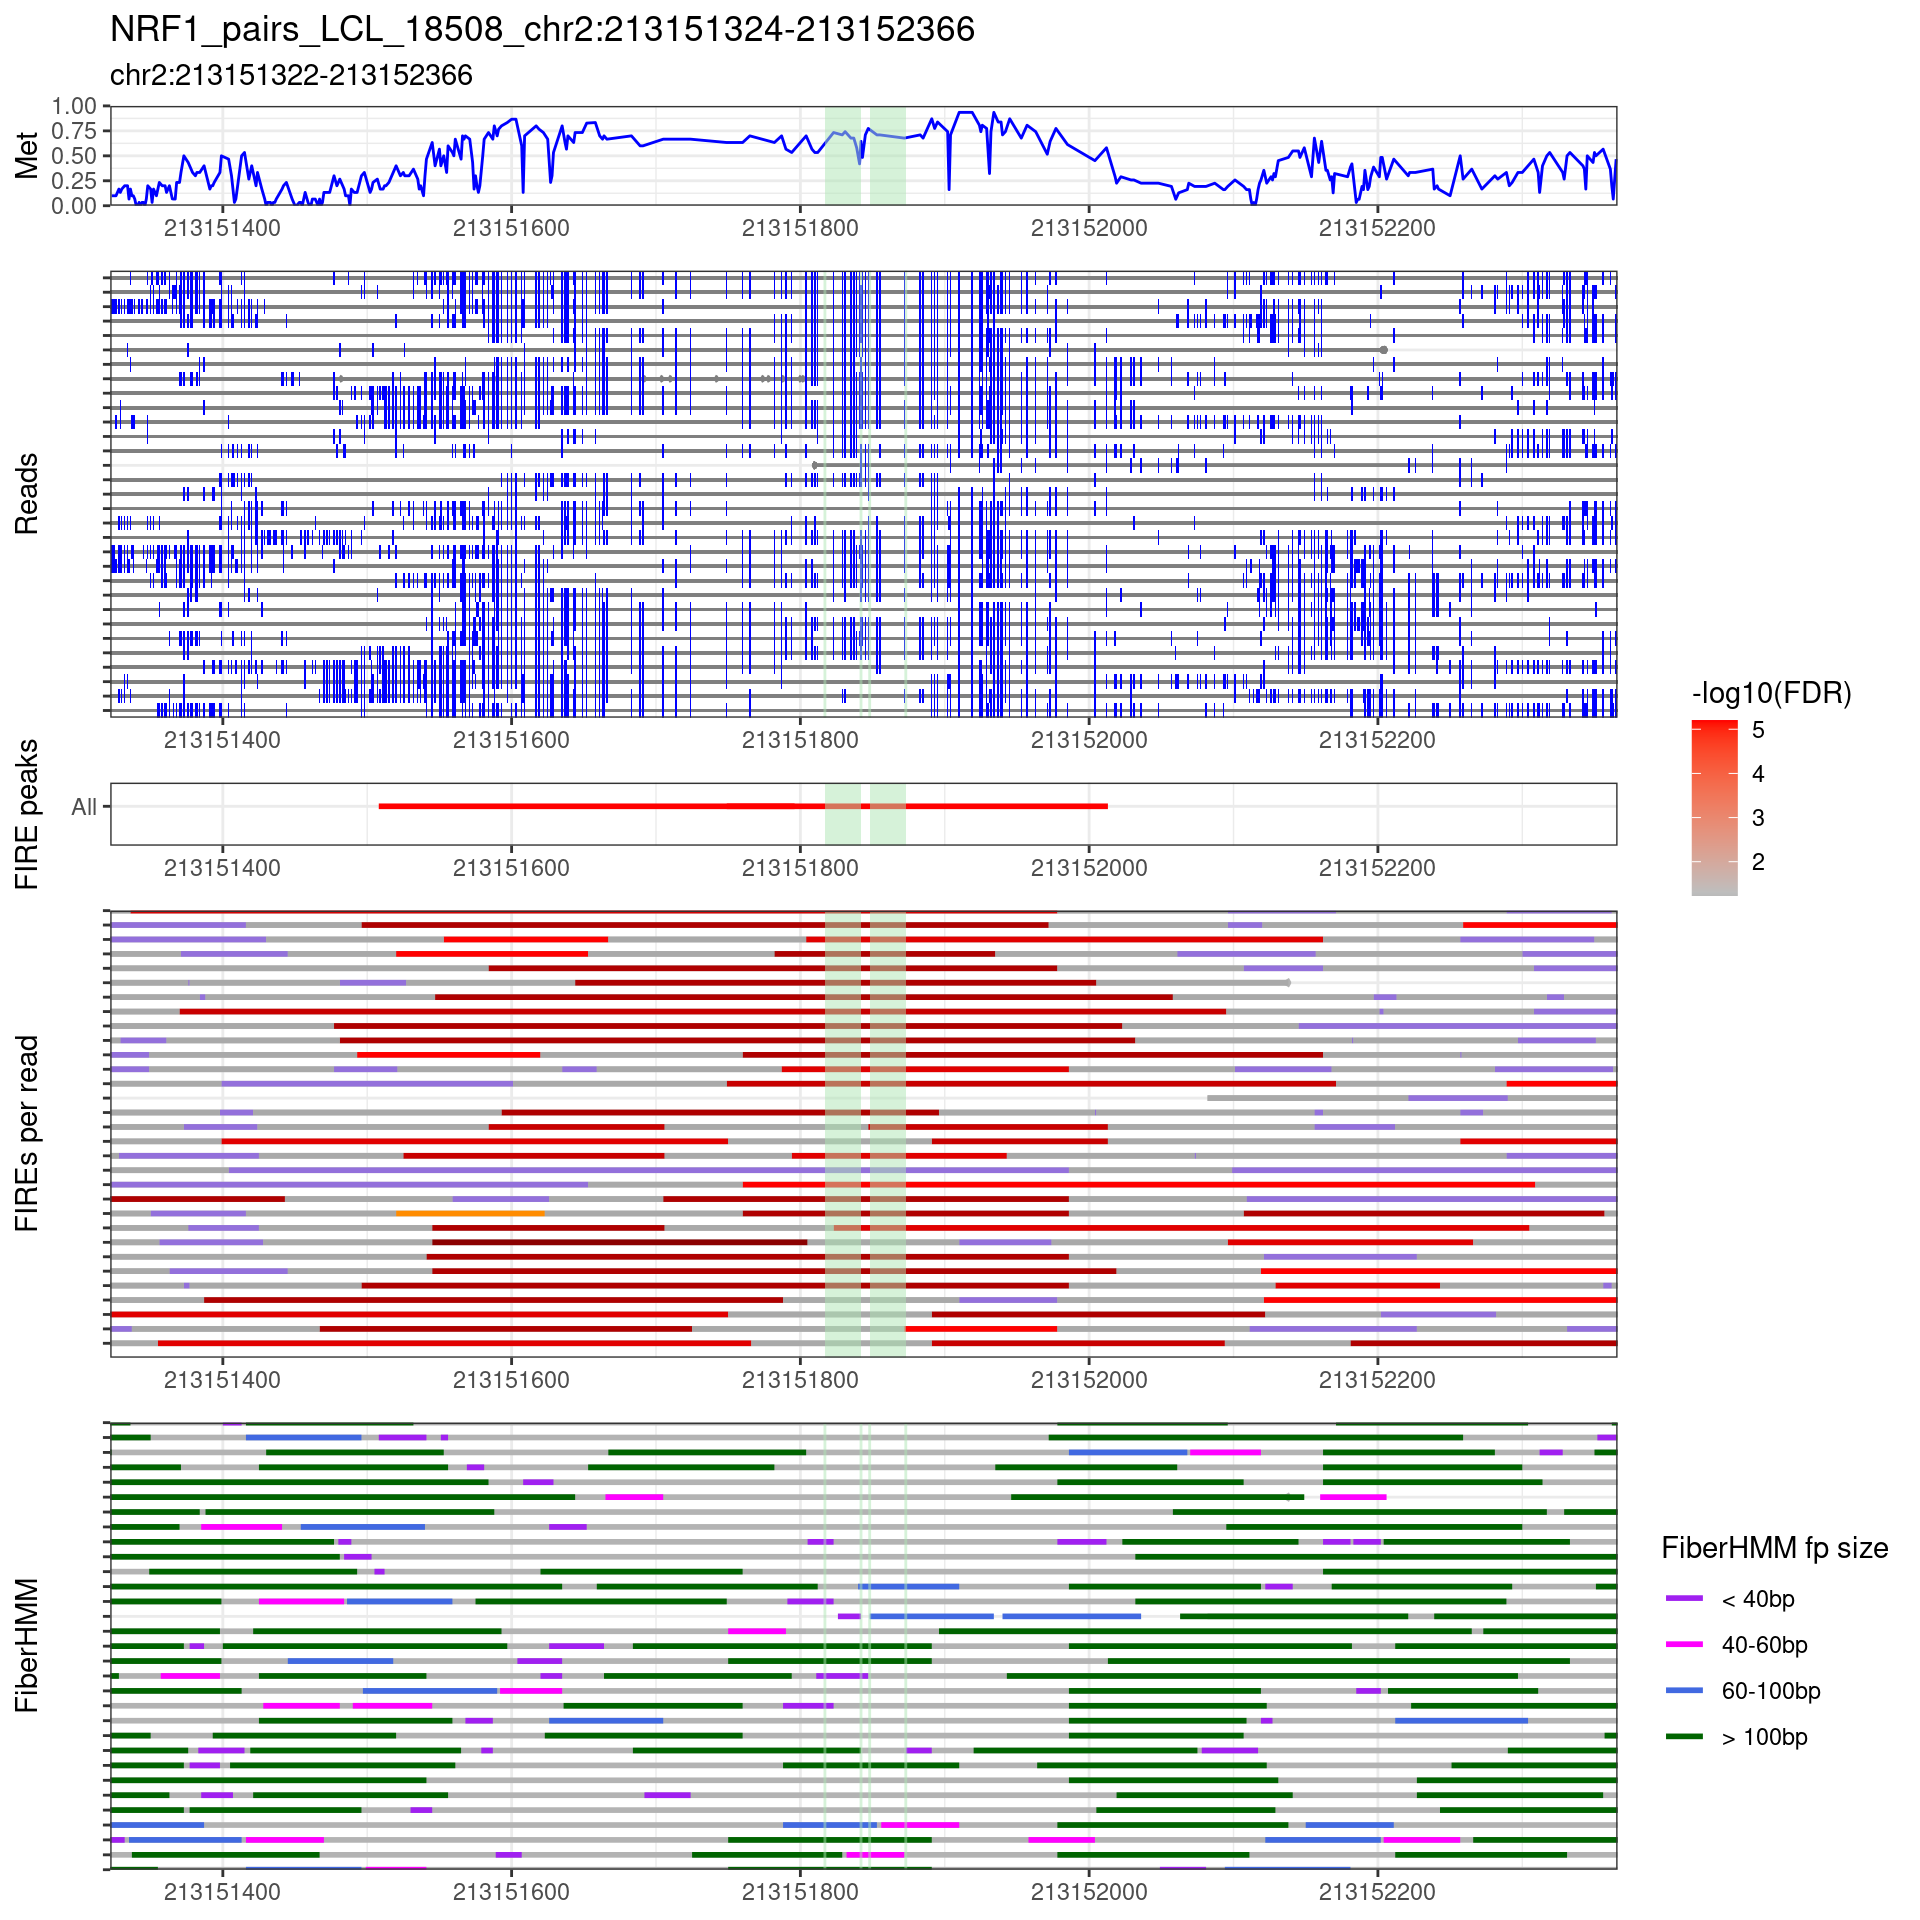 NRF1_pairs_LCL_18508_chr2:213151324-213152366
chr2:213151322-213152366
Met
1.00
0.75
0.50
0.25
0.00
213151400 213151600 213151800 213152000 213152200
Reads
213151400 213151600 213151800 213152000 213152200
FIRE peaks
All
213151400 213151600 213151800 213152000 213152200
-log10(FDR)
5
4
3
2
FIREs per read
213151400 213151600 213151800 213152000 213152200
FiberHMM
213151400 213151600 213151800 213152000 213152200
FiberHMM fp size
< 40bp
40-60bp
60-100bp
> 100bp